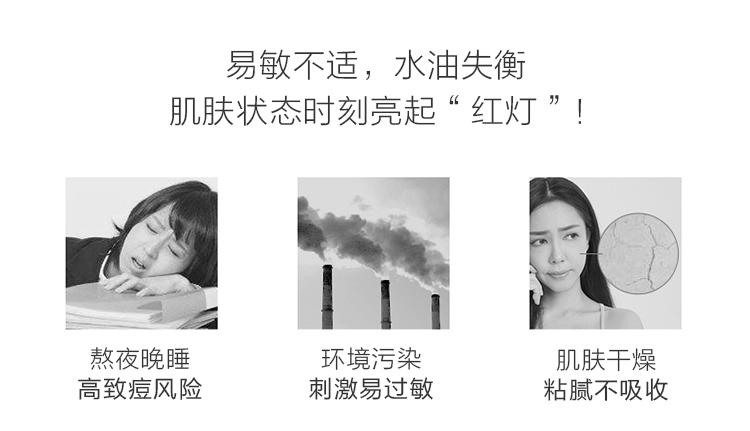 易敏不适，水油失衡
肌肤状态时刻亮起“红灯”！
熬夜晚睡
高致痘风险
环境污染
刺激易过敏
肌肤干燥
粘腻不吸收